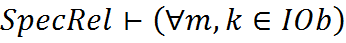 SpecRel ⊢ (∀m, k ∈ IOb)